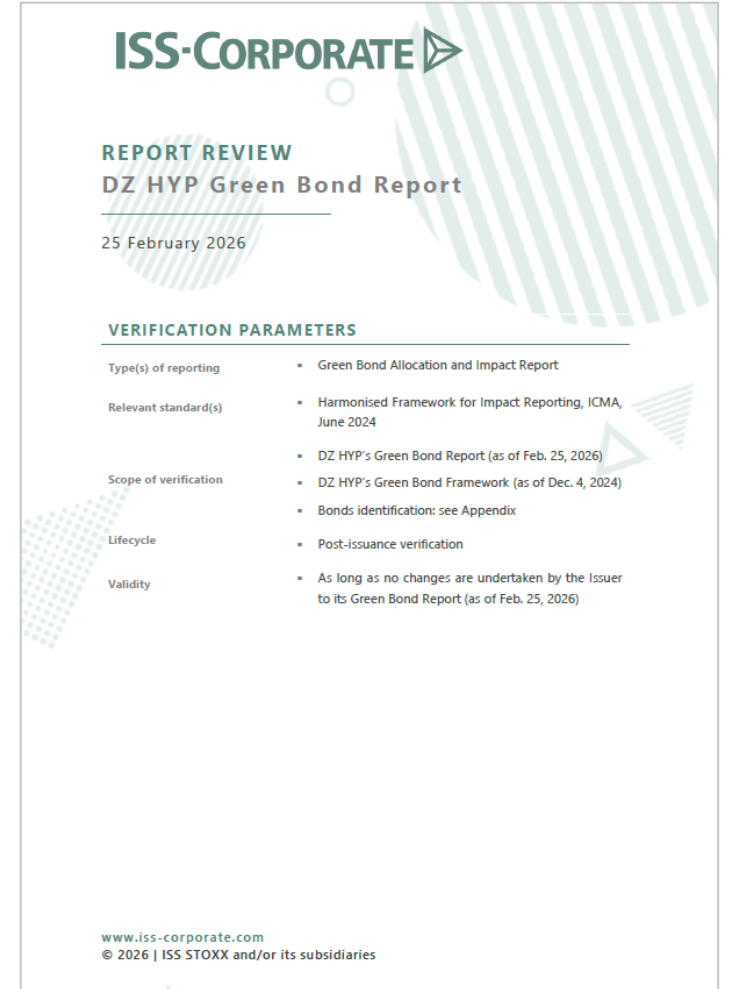 ISS-CORPORATE
REPORT REVIEW
DZ HYP Green Bond Report
25 February 2026
VERIFICATION PARAMETERS
Type(s) of reporting
▪ Green Bond Allocation and Impact Report
Relevant standard(s)
▪ Harmonised Framework for Impact Reporting, ICMA,
June 2024
Scope of verification
▪ DZ HYP's Green Bond Report (as of Feb. 25, 2026)
▪ DZ HYP's Green Bond Framework (as of Dec. 4, 2024)
▪ Bonds identification: see Appendix
Lifecycle
▪ Post-issuance verification
Validity
▪ As long as no changes are undertaken by the Issuer
to its Green Bond Report (as of Feb. 25, 2026)
www.iss-corporate.com
© 2026 | ISS STOXX and/or its subsidiaries